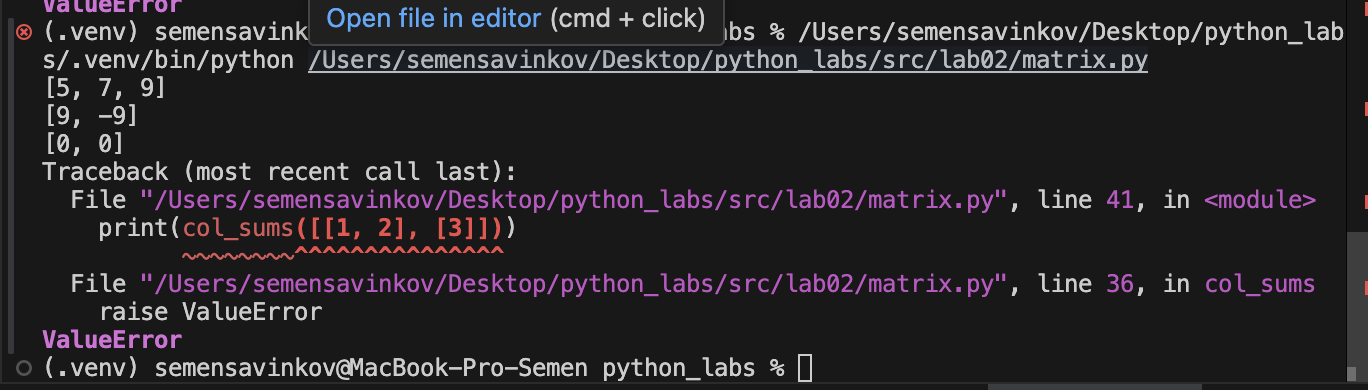 ValueError
Open file in editor (cmd + click)
(.venv) semensavink abs % /Users/semensavinkov/Desktop/python_lab
s/.venv/bin/python /Users/semensavinkov/Desktop/python_labs/src/lab02/matrix.py
[5, 7, 9]
[9, -9]
[0, 0]
Traceback (most recent call last):
File "/Users/semensavinkov/Desktop/python_labs/src/lab02/matrix.py", line 41, in <module>
print(col_sums([[1, 2], [3]]))
~~~~~~~~^^^^^^^^^^^^^^^
File "/Users/semensavinkov/Desktop/python_labs/src/lab02/matrix.py", line 36, in col_sums
raise ValueError
ValueError
(.venv) semensavinkov@MacBook-Pro-Semen python_labs %